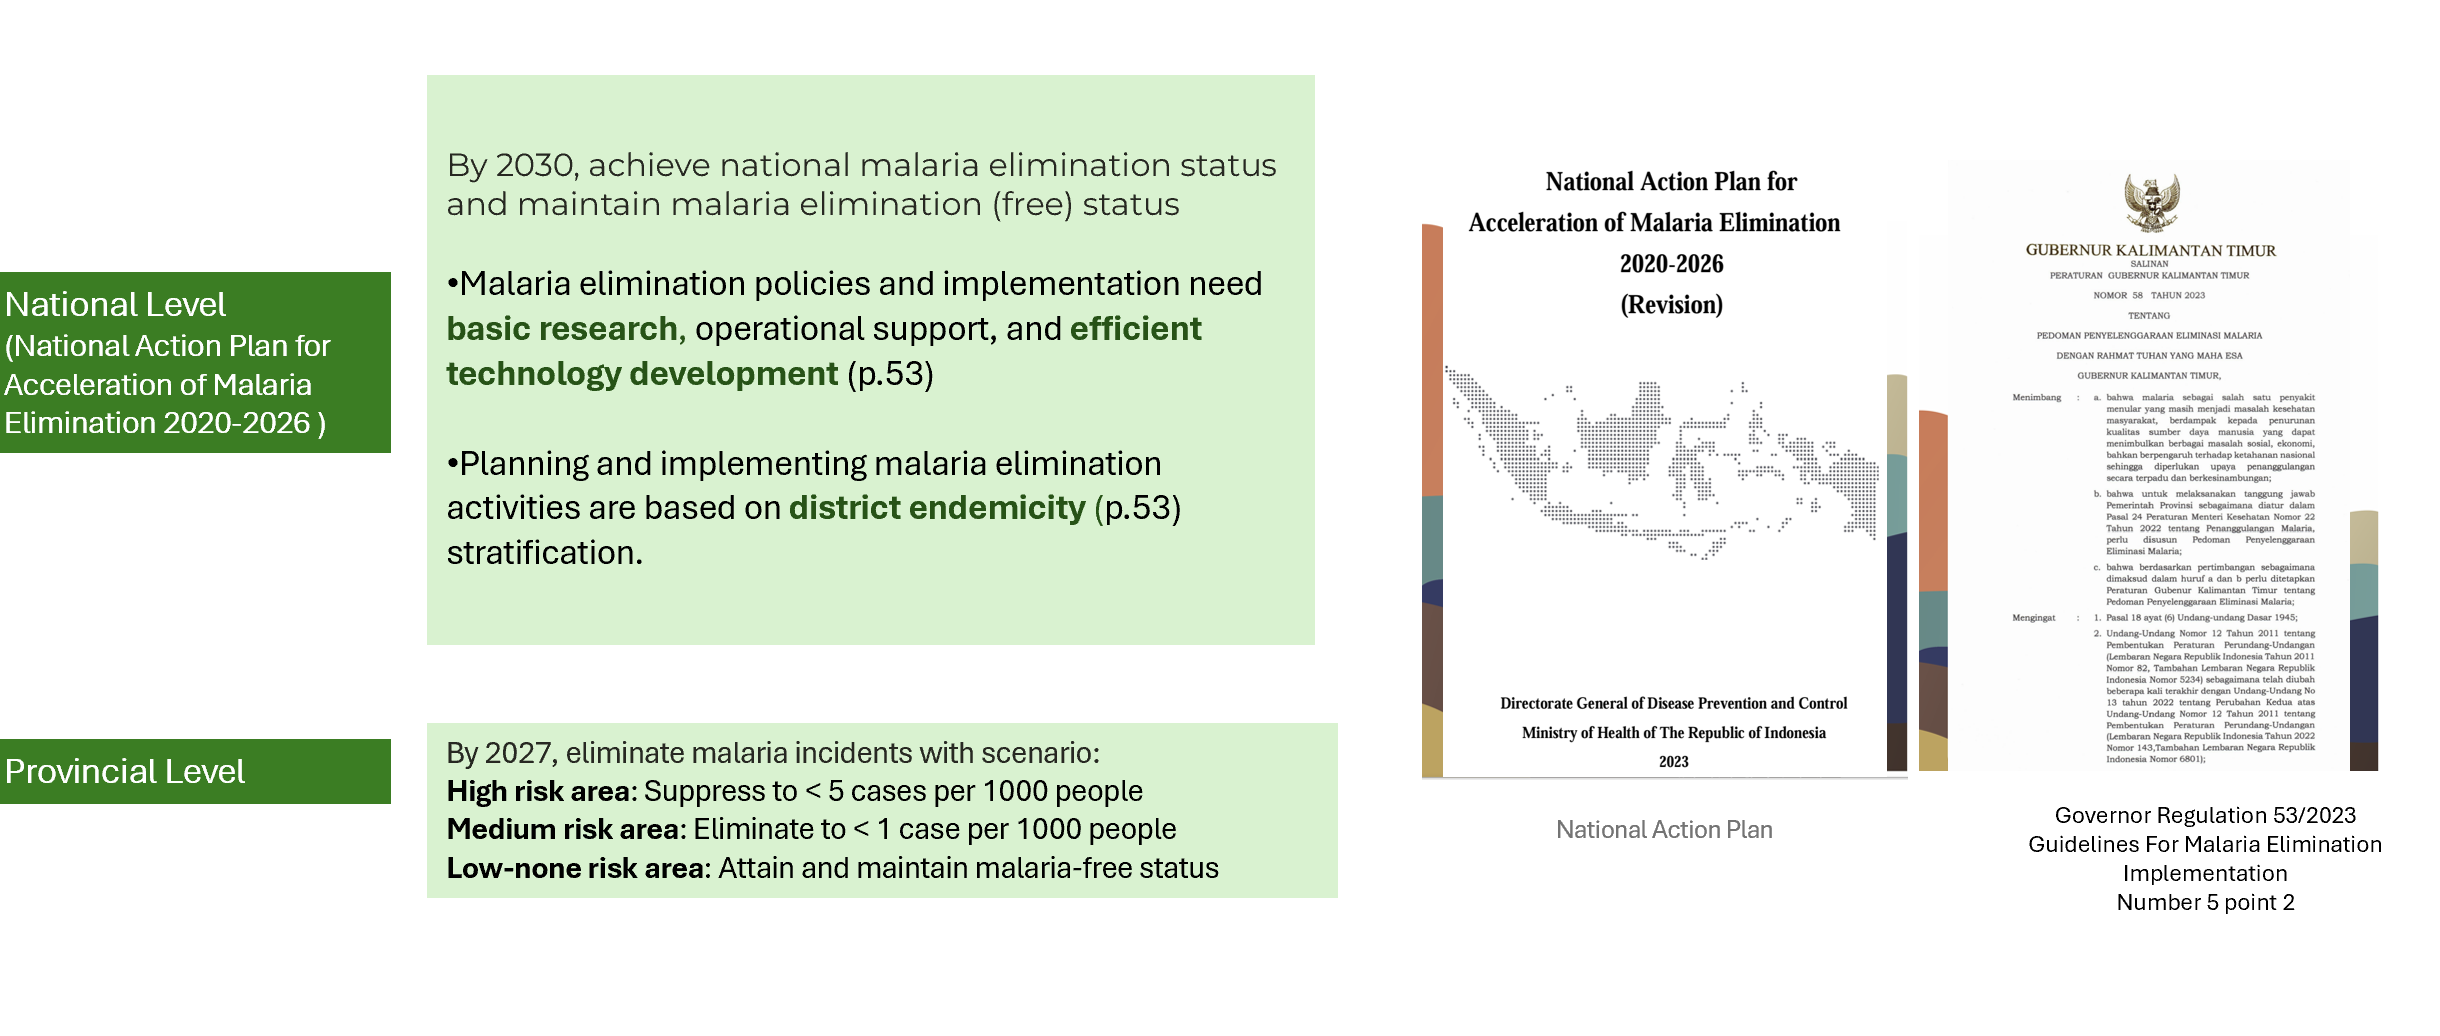 National Level
(National Action Plan for
Acceleration of Malaria
Elimination 2020-2026 )
By 2030, achieve national malaria elimination status
and maintain malaria elimination (free) status
•Malaria elimination policies and implementation need
basic research, operational support, and efficient
technology development (p.53)
•Planning and implementing malaria elimination
activities are based on district endemicity (p.53)
stratification.
Provincial Level
By 2027, eliminate malaria incidents with scenario:
High risk area: Suppress to < 5 cases per 1000 people
Medium risk area: Eliminate to < 1 case per 1000 people
Low-none risk area: Attain and maintain malaria-free status
National Action Plan for
Acceleration of Malaria Elimination
2020-2026
(Revision)
Directorate General of Disease Prevention and Control
Ministry of Health of The Republic of Indonesia
2023
National Action Plan
GUBERNUR KALIMANTAN TIMUR
SALINAN
PERATURAN GUBERNUR KALIMANTAN TIMUR
NOMOR 58 TAHUN 2023
TENTANG
PEDOMAN PENYELENGGARAAN ELIMINASI MALARIA
DENGAN RAHMAT TUHAN YANG MAHA ESA
GUBERNUR KALIMANTAN TIMUR,
Menimbang : a. bahwa malaria sebagai salah satu penyakit
menular yang masih menjadi masalah kesehatan
masyarakat, berdampak kepada penurunan
kualitas sumber daya manusia yang dapat
menimbulkan berbagai masalah sosial, ekonomi,
bahkan berpengaruh terhadap ketahanan nasional
sehingga diperlukan upaya penanggulangan
secara terpadu dan berkesinambungan;
b. bahwa untuk melaksanakan tanggung jawab
Pemerintah Provinsi sebagaimana diatur dalam
Pasal 24 Peraturan Menteri Kesehatan Nomor 22
Tahun 2022 tentang Penanggulangan Malaria,
perlu disusun Pedoman Penyelenggaraan
Eliminasi Malaria;
c. bahwa berdasarkan pertimbangan sebagaimana
dimaksud dalam huruf a dan b perlu ditetapkan
Peraturan Gubenur Kalimantan Timur tentang
Pedoman Penyelenggaraan Eliminasi Malaria;
Mengingat : 1. Pasal 18 ayat (6) Undang-undang Dasar 1945;
2. Undang-Undang Nomor 12 Tahun 2011 tentang
Pembentukan Peraturan Perundang-Undangan
(Lembaran Negara Republik Indonesia Tahun 2011
Nomor 82, Tambahan Lembaran Negara Republik
Indonesia Nomor 5234) sebagaimana telah diubah
beberapa kali terakhir dengan Undang-Undang No
13 tahun 2022 tentang Perubahan Kedua atas
Undang-Undang Nomor 12 Tahun 2011 tentang
Pembentukan Peraturan Perundang-Undangan
(Lembaran Negara Republik Indonesia Tahun 2022
Nomor 143,Tambahan Lembaran Negara Republik
Indonesia Nomor 6801);
Governor Regulation 53/2023
Guidelines For Malaria Elimination
Implementation
Number 5 point 2